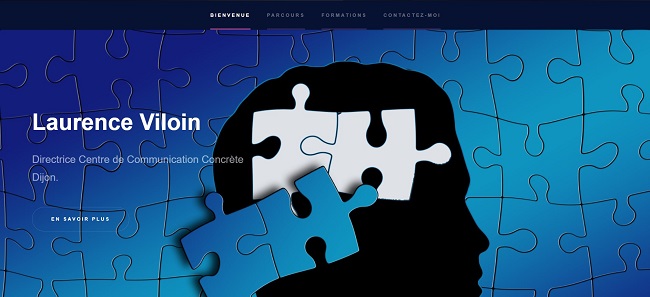 BIENVENUE PARCOURS FORMATIONS CONTACTEZ-MOI
Laurence Viloin
Directrice Centre de Communication Concrète
Dijon.
EN SAVOIR PLUS